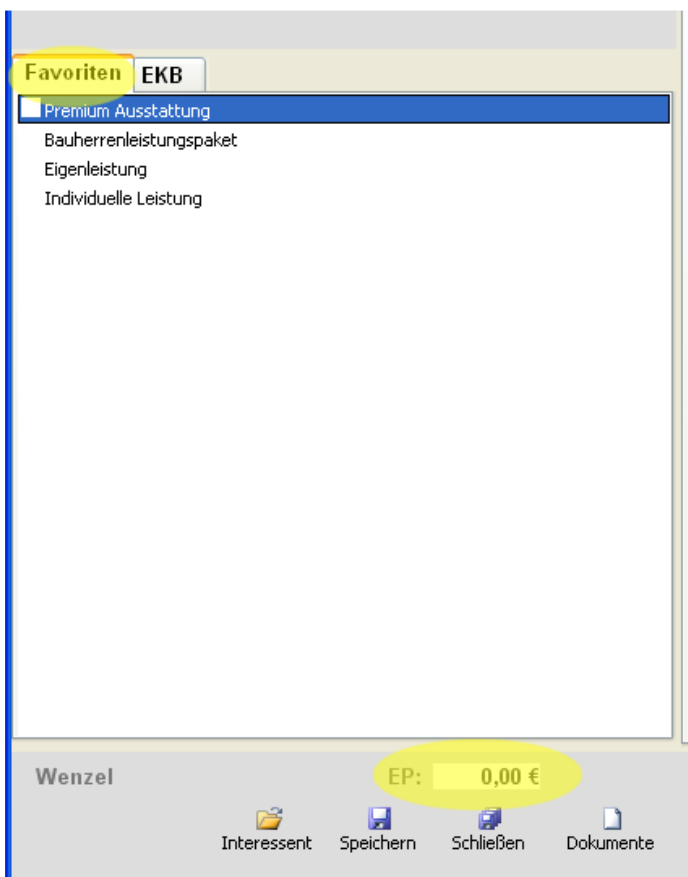 Favoriten EKB
Premium Ausstattung
Bauherrenleistungspaket
Eigenleistung
Individuelle Leistung
Wenzel EP: 0,00 €
Interessent Speichern Schließen Dokumente